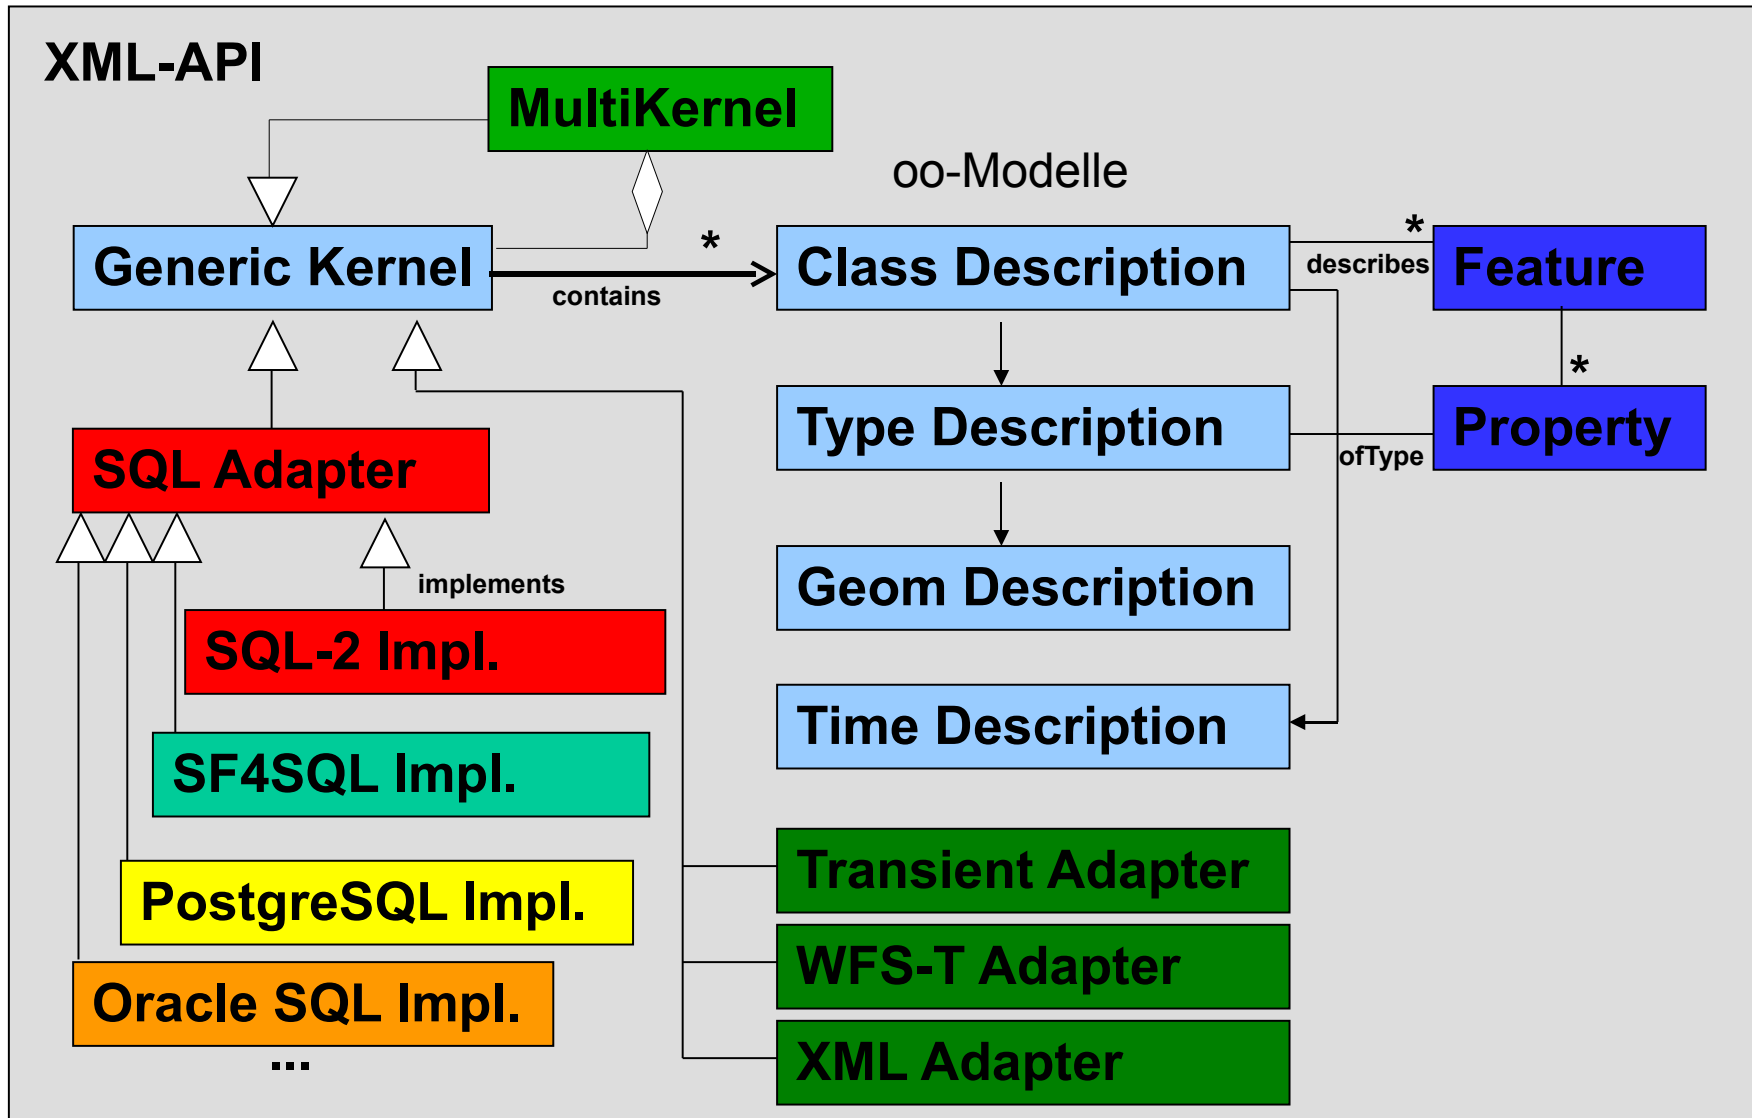 XML-API
MultiKernel
oo-Modelle
Generic Kernel
*
contains
Class Description
*
describes
Feature
*
Type Description
ofType
Property
SQL Adapter
implements
Geom Description
SQL-2 Impl.
Time Description
SF4SQL Impl.
Transient Adapter
PostgreSQL Impl.
WFS-T Adapter
Oracle SQL Impl.
XML Adapter
...